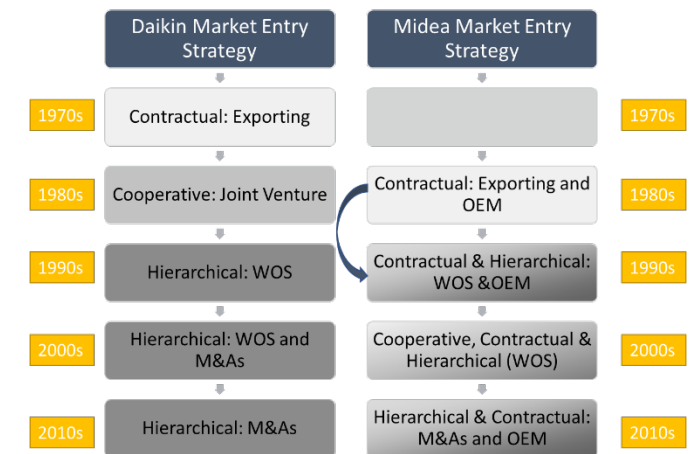 Daikin Market Entry
Strategy
Midea Market Entry
Strategy
1970s
Contractual: Exporting
1970s
1980s
Cooperative: Joint Venture
Contractual: Exporting and
OEM
1980s
1990s
Hierarchical: WOS
Contractual & Hierarchical:
WOS &OEM
1990s
2000s
Hierarchical: WOS and
M&As
Cooperative, Contractual &
Hierarchical (WOS)
2000s
2010s
Hierarchical: M&As
Hierarchical & Contractual:
M&As and OEM
2010s